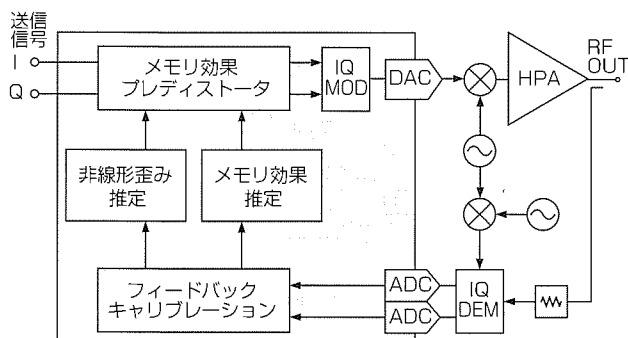 送信
信号
I
Q
メモリ効果
プレディストータ
IQ
MOD
DAC
HPA
RF
OUT
非線形歪み
推定
メモリ効果
推定
フィードバック
キャリブレーション
ADC
ADC
IQ
DEM